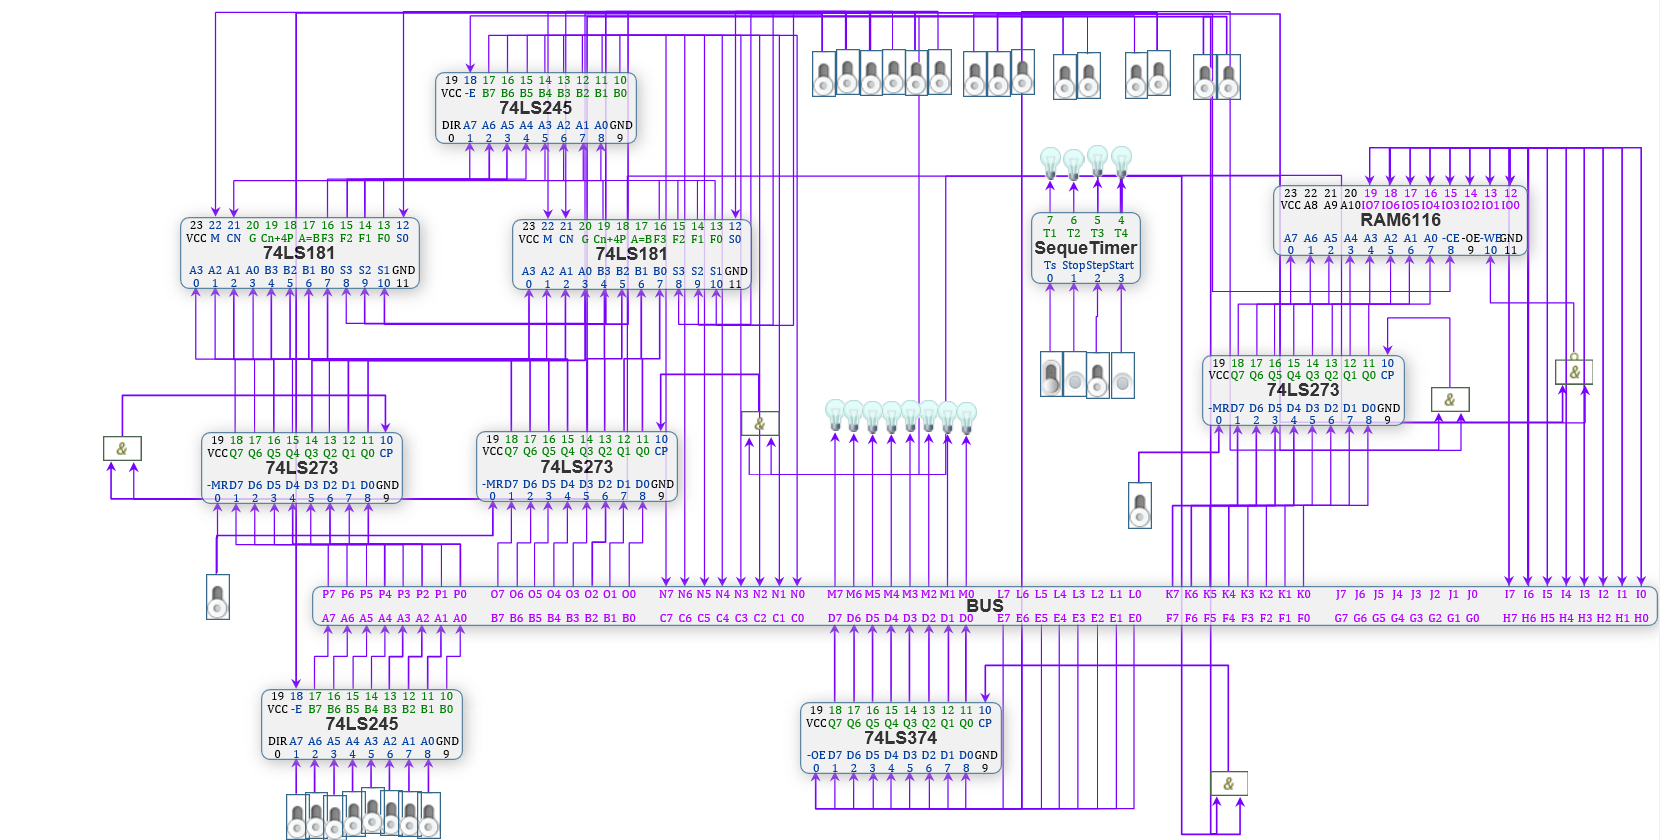 19 18 17 16 15 14 13 12 11 10
VCC -E B7 B6 B5 B4 B3 B2 B1 B0
74LS245
DIR A7 A6 A5 A4 A3 A2 A1 A0 GND
0 1 2 3 4 5 6 7 8 9
23 22 21 20 19 18 17 16 15 14 13 12
VCC M CN G Cn+4 P A=B F3 F2 F1 F0 S0
74LS181
A3 A2 A1 A0 B3 B2 B1 B0 S3 S2 S1 GND
0 1 2 3 4 5 6 7 8 9 10 11
23 22 21 20 19 18 17 16 15 14 13 12
VCC M CN G Cn+4 P A=B F3 F2 F1 F0 S0
74LS181
A3 A2 A1 A0 B3 B2 B1 B0 S3 S2 S1 GND
0 1 2 3 4 5 6 7 8 9 10 11
7 6 5 4
T1 T2 T3 T4
SequeTimer
Ts Stop Step Start
0 1 2 3
23 22 21 20 19 18 17 16 15 14 13 12
VCC A8 A9 A10 IO7 IO6 IO5 IO4 IO3 IO2 IO1 IO0
RAM6116
A7 A6 A5 A4 A3 A2 A1 A0 -CE -OE -WE GND
0 1 2 3 4 5 6 7 8 9 10 11
19 18 17 16 15 14 13 12 11 10
VCC Q7 Q6 Q5 Q4 Q3 Q2 Q1 Q0 CP
74LS273
-MR D7 D6 D5 D4 D3 D2 D1 D0 GND
0 1 2 3 4 5 6 7 8 9
&
&
&
&
19 18 17 16 15 14 13 12 11 10
VCC Q7 Q6 Q5 Q4 Q3 Q2 Q1 Q0 CP
74LS273
-MR D7 D6 D5 D4 D3 D2 D1 D0 GND
0 1 2 3 4 5 6 7 8 9
19 18 17 16 15 14 13 12 11 10
VCC Q7 Q6 Q5 Q4 Q3 Q2 Q1 Q0 CP
74LS273
-MR D7 D6 D5 D4 D3 D2 D1 D0 GND
0 1 2 3 4 5 6 7 8 9
P7 P6 P5 P4 P3 P2 P1 P0 O7 O6 O5 O4 O3 O2 O1 O0 N7 N6 N5 N4 N3 N2 N1 N0 M7 M6 M5 M4 M3 M2 M1 M0 L7 L6 L5 L4 L3 L2 L1 L0 K7 K6 K5 K4 K3 K2 K1 K0 J7 J6 J5 J4 J3 J2 J1 J0 I7 I6 I5 I4 I3 I2 I1 I0
BUS
A7 A6 A5 A4 A3 A2 A1 A0 B7 B6 B5 B4 B3 B2 B1 B0 C7 C6 C5 C4 C3 C2 C1 C0 D7 D6 D5 D4 D3 D2 D1 D0 E7 E6 E5 E4 E3 E2 E1 E0 F7 F6 F5 F4 F3 F2 F1 F0 G7 G6 G5 G4 G3 G2 G1 G0 H7 H6 H5 H4 H3 H2 H1 H0
19 18 17 16 15 14 13 12 11 10
VCC -E B7 B6 B5 B4 B3 B2 B1 B0
74LS245
DIR A7 A6 A5 A4 A3 A2 A1 A0 GND
0 1 2 3 4 5 6 7 8 9
19 18 17 16 15 14 13 12 11 10
VCC Q7 Q6 Q5 Q4 Q3 Q2 Q1 Q0 CP
74LS374
-OE D7 D6 D5 D4 D3 D2 D1 D0 GND
0 1 2 3 4 5 6 7 8 9
&